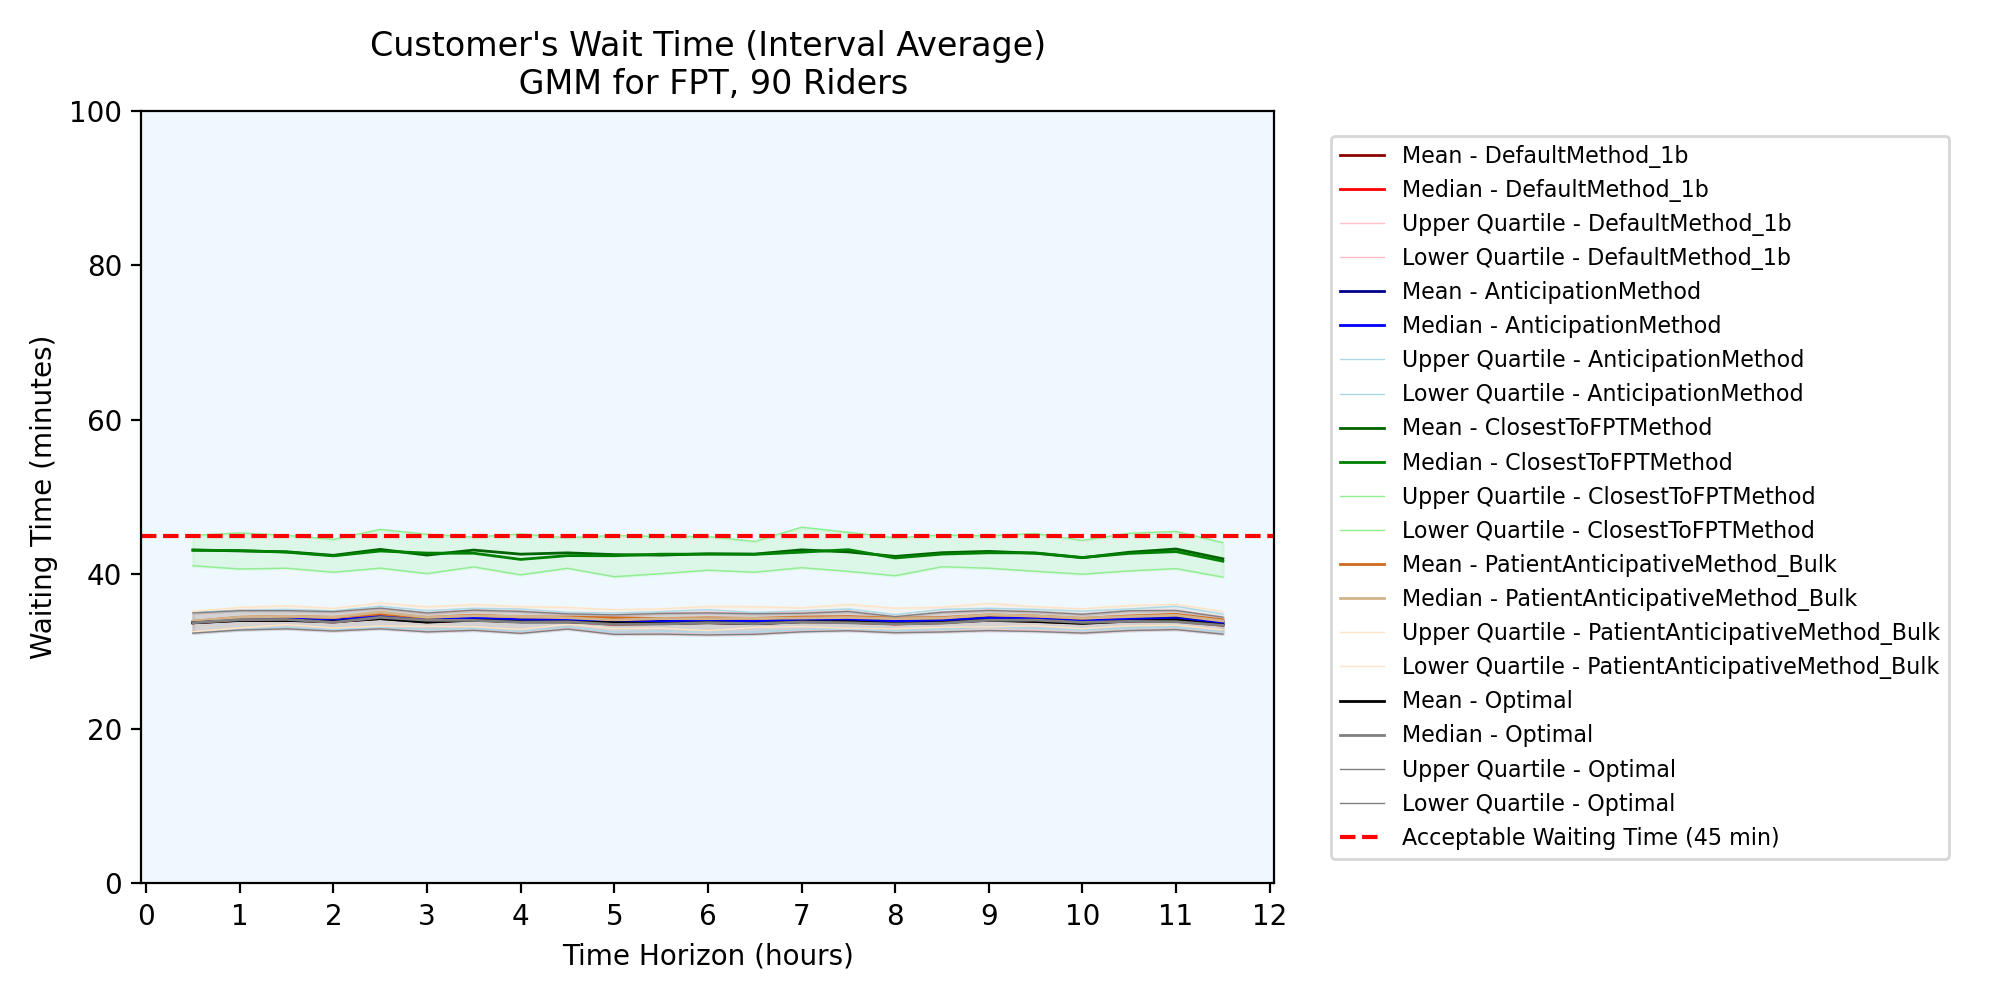 Customer's Wait Time (Interval Average)
GMM for FPT, 90 Riders
Waiting Time (minutes)
100
80
60
40
20
0
0 1 2 3 4 5 6 7 8 9 10 11 12
Time Horizon (hours)
Mean - DefaultMethod_1b
Median - DefaultMethod_1b
Upper Quartile - DefaultMethod_1b
Lower Quartile - DefaultMethod_1b
Mean - AnticipationMethod
Median - AnticipationMethod
Upper Quartile - AnticipationMethod
Lower Quartile - AnticipationMethod
Mean - ClosestToFPTMethod
Median - ClosestToFPTMethod
Upper Quartile - ClosestToFPTMethod
Lower Quartile - ClosestToFPTMethod
Mean - PatientAnticipativeMethod_Bulk
Median - PatientAnticipativeMethod_Bulk
Upper Quartile - PatientAnticipativeMethod_Bulk
Lower Quartile - PatientAnticipativeMethod_Bulk
Mean - Optimal
Median - Optimal
Upper Quartile - Optimal
Lower Quartile - Optimal
Acceptable Waiting Time (45 min)